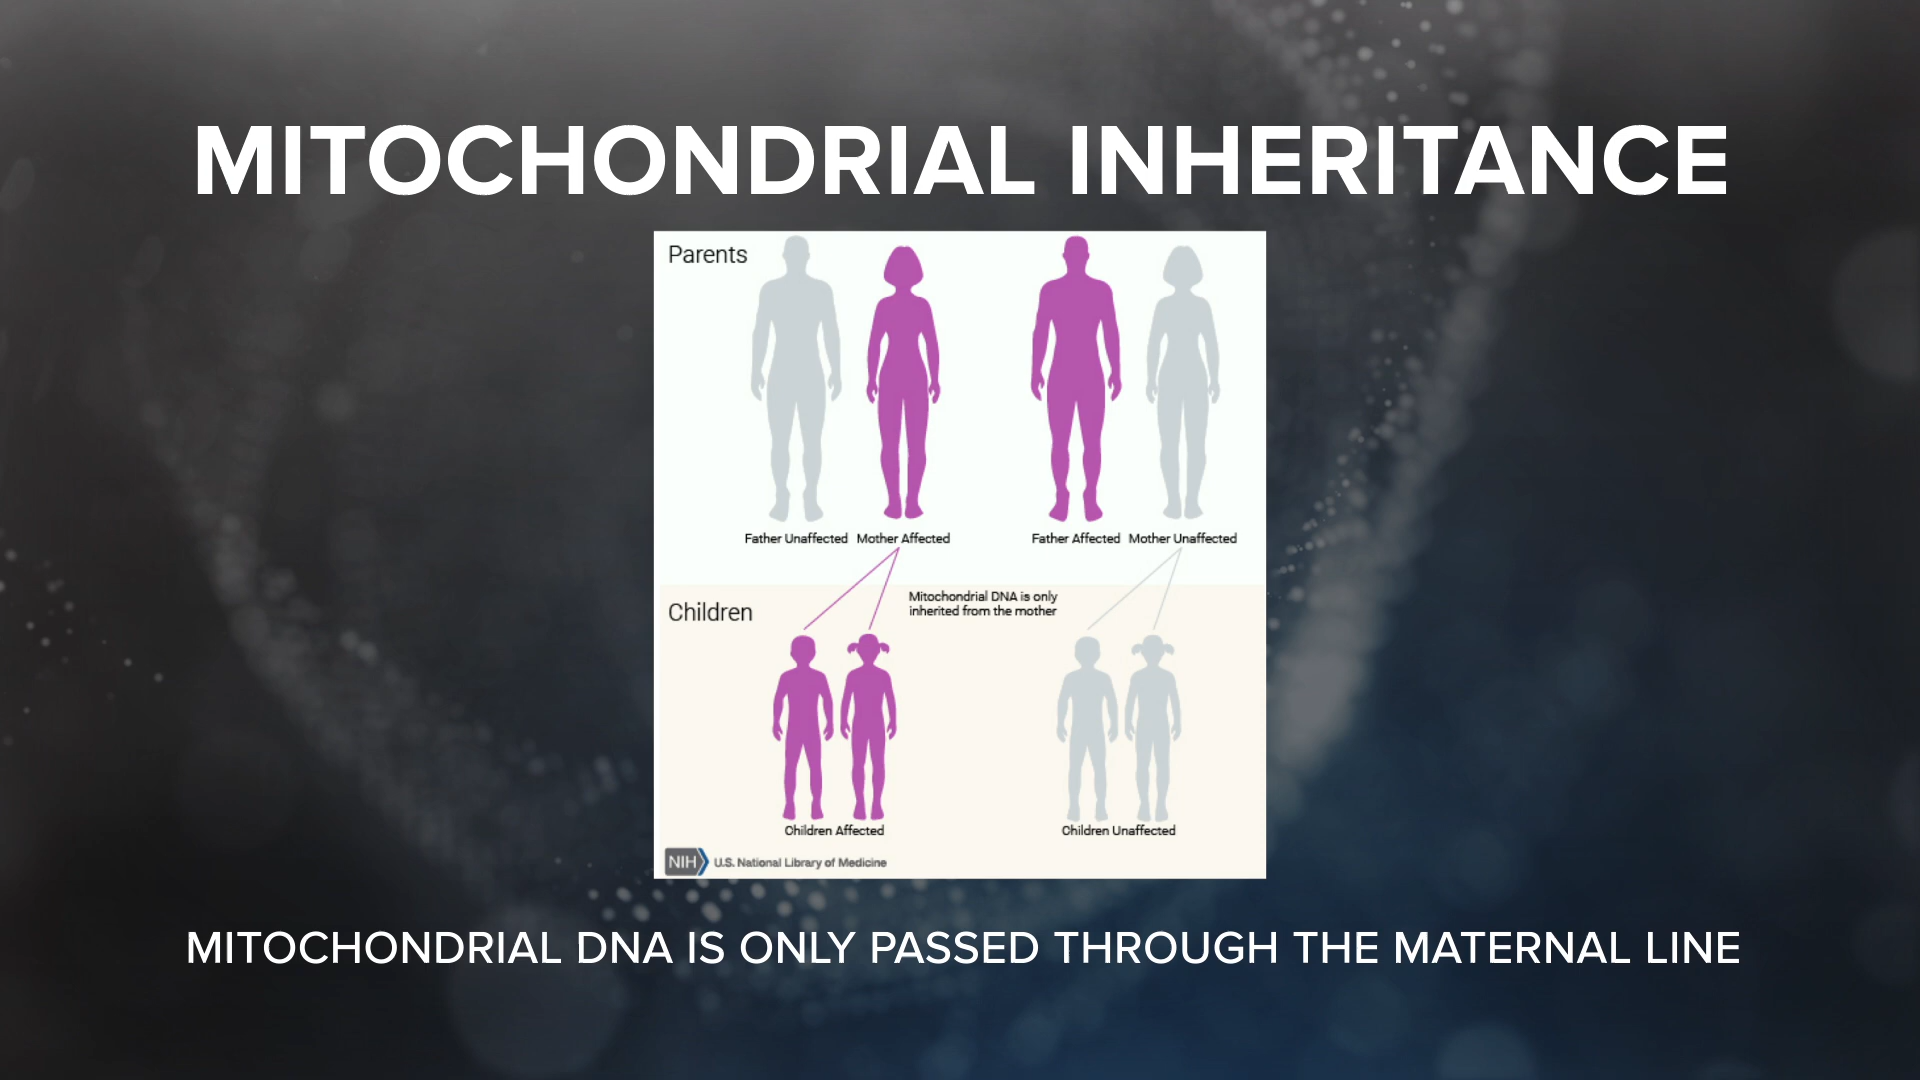 MITOCHONDRIAL INHERITANCE
Parents
Father Unaffected
Mother Affected
Father Affected
Mother Unaffected
Children
Mitochondrial DNA is only
inherited from the mother
Children Affected
Children Unaffected
NIH U.S. National Library of Medicine
MITOCHONDRIAL DNA IS ONLY PASSED THROUGH THE MATERNAL LINE